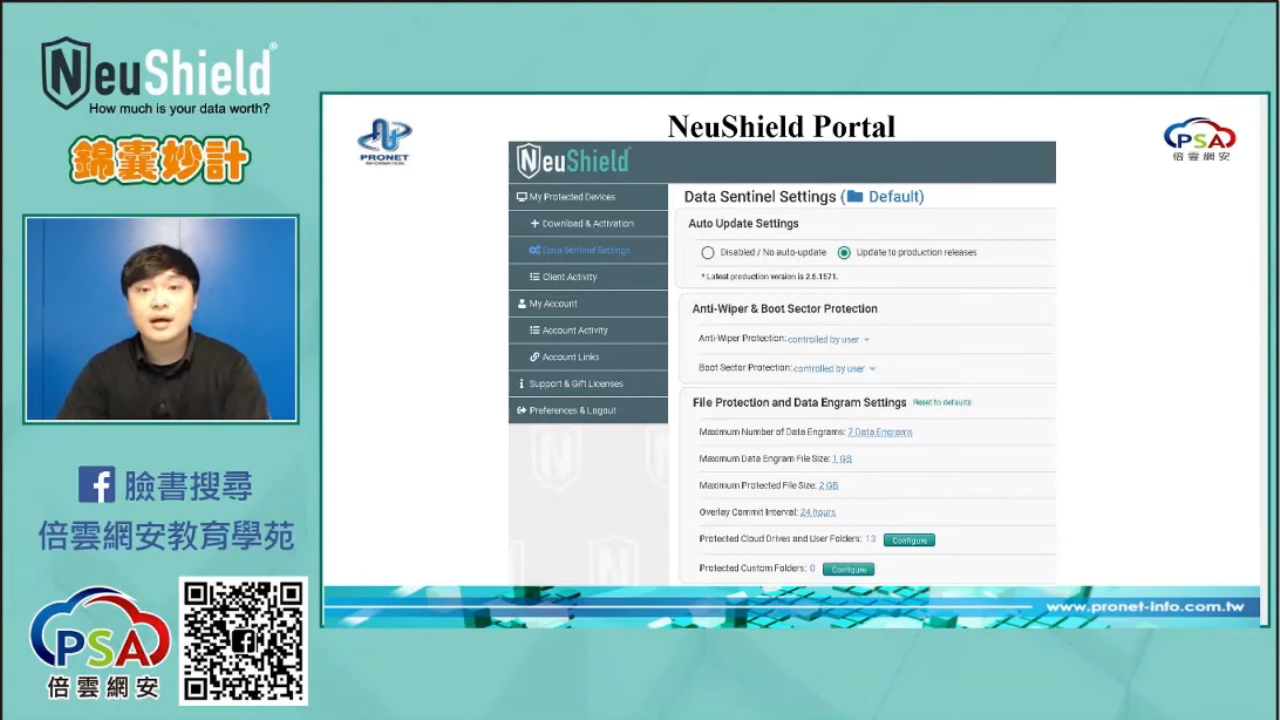 NeuShield®
How much is your data worth?
錦囊妙計
臉書搜尋
倍雲網安教育學苑
PSA
倍雲網安
PRONET
INFORMATION
NeuShield Portal
PSA
倍雲網安
NeuShield
My Protected Devices
Download & Activation
Data Sentinel Settings
Client Activity
My Account
Account Activity
Account Links
Support & Gift Licenses
Preferences & Logout
Data Sentinel Settings (Default)
Auto Update Settings
Disabled / No auto-update Update to production releases
* Latest production version is 2.5.1571.
Anti-Wiper & Boot Sector Protection
Anti-Wiper Protection: controlled by user
Boot Sector Protection: controlled by user
File Protection and Data Engram Settings Reset to defaults
Maximum Number of Data Engrams: 7 Data Engrams
Maximum Data Engram File Size: 1 GB
Maximum Protected File Size: 2 GB
Overlay Commit Interval: 24 hours
Protected Cloud Drives and User Folders: 13 Configure
Protected Custom Folders: 0 Configure
www.pronet-info.com.tw